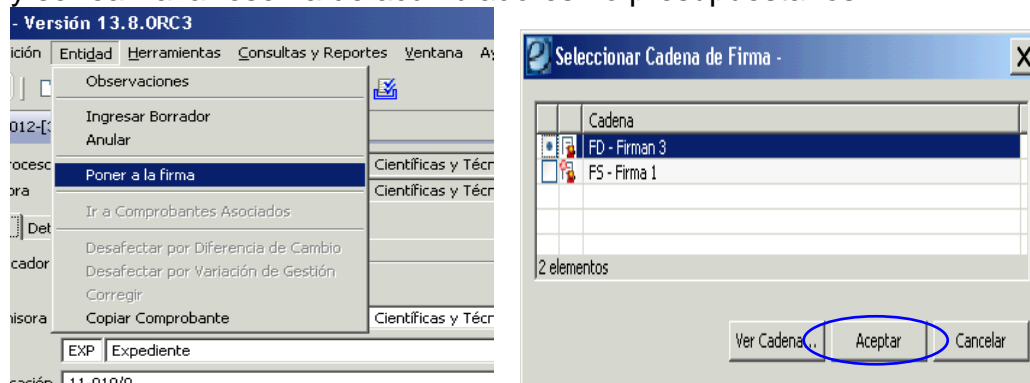 - Versión 13.8.0RC3
ición Entidad Herramientas Consultas y Reportes Ventana Ay
Observaciones
Ingresar Borrador
Anular
Poner a la firma
Ir a Comprobantes Asociados
Desafectar por Diferencia de Cambio
Desafectar por Variación de Gestión
Corregir
Copiar Comprobante
012-[3
roceso Científicas y Técn
ora Científicas y Técn
Det
cador
isora Científicas y Técn
EXP Expediente
Seleccionar Cadena de Firma -
Cadena
FD - Firman 3
FS - Firma 1
2 elementos
Ver Cadena... Aceptar Cancelar